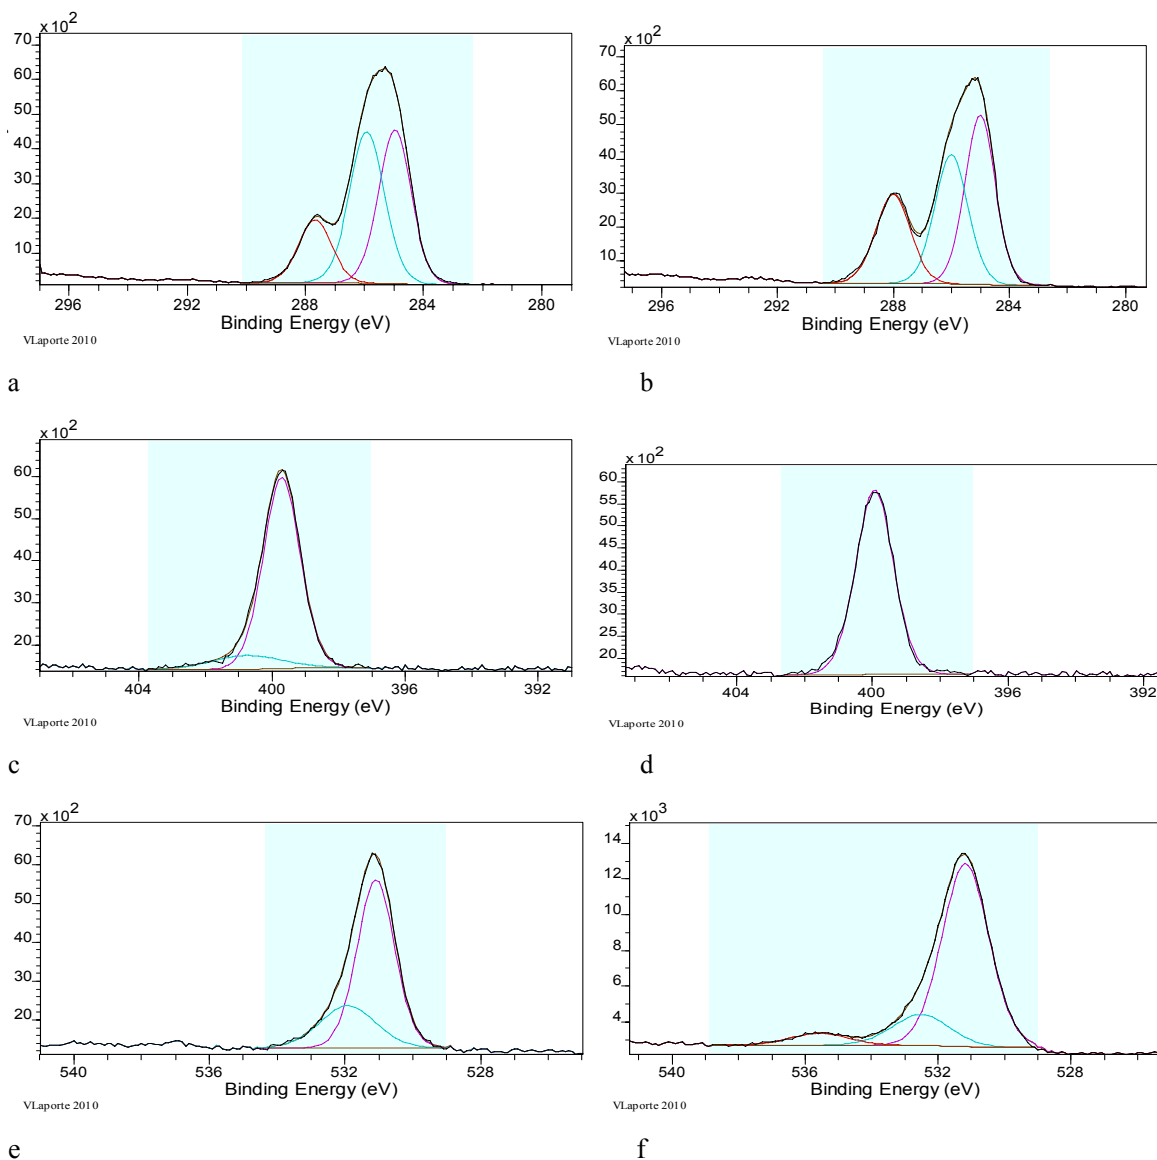 x 10²
70
60
50
40
30
20
10
296 292 288 284 280
Binding Energy (eV)
VLaporte 2010
a
x 10²
70
60
50
40
30
20
10
296 292 288 284 280
Binding Energy (eV)
VLaporte 2010
b
x 10²
60
50
40
30
20
404 400 396 392
Binding Energy (eV)
VLaporte 2010
c
x 10²
60
55
50
45
40
35
30
25
20
404 400 396 392
Binding Energy (eV)
VLaporte 2010
d
x 10²
70
60
50
40
30
20
540 536 532 528
Binding Energy (eV)
VLaporte 2010
e
x 10³
14
12
10
8
6
4
540 536 532 528
Binding Energy (eV)
VLaporte 2010
f